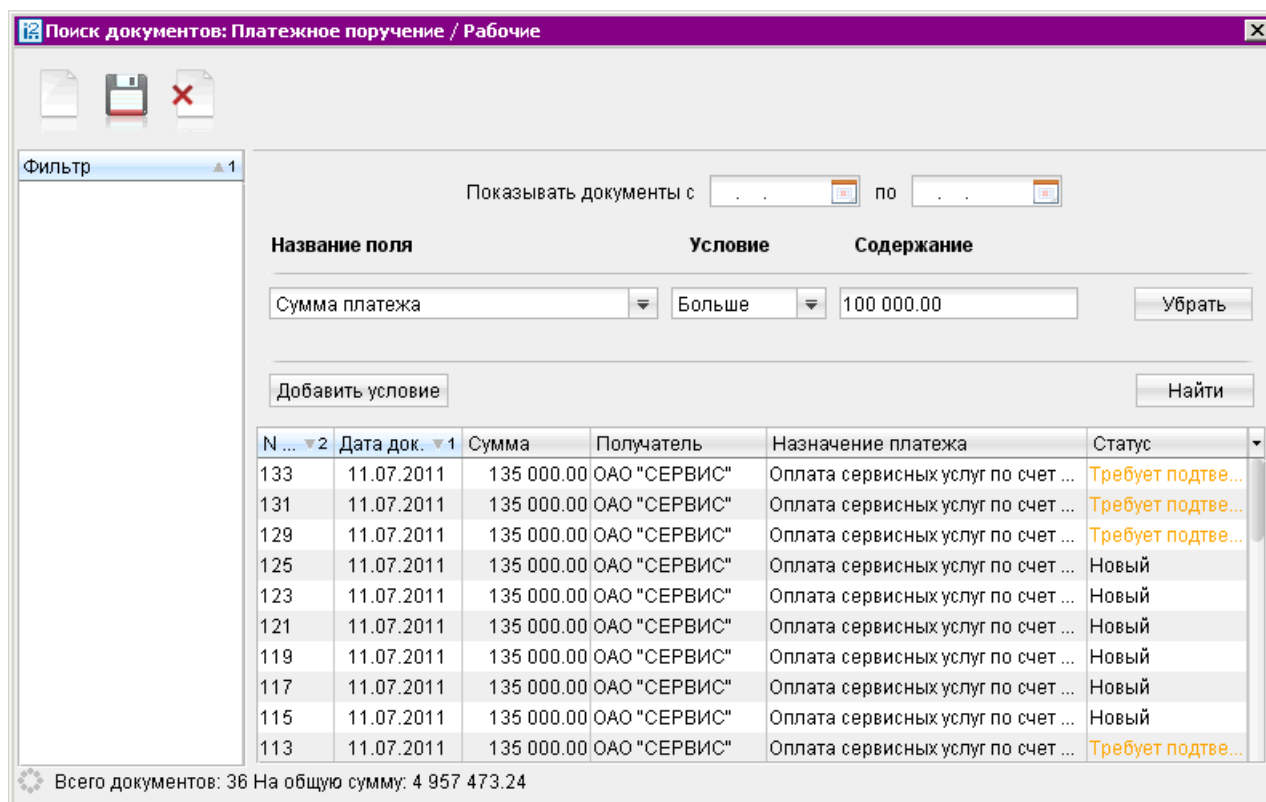 Поиск документов: Платежное поручение / Рабочие
Фильтр 1
Показывать документы с . . по . .
Название поля Условие Содержание
Сумма платежа Больше 100 000.00 Убрать
Добавить условие Найти
N ... 2 Дата док. 1 Сумма Получатель Назначение платежа Статус
133 11.07.2011 135 000.00 ОАО "СЕРВИС" Оплата сервисных услуг по счет ... Требует подтве...
131 11.07.2011 135 000.00 ОАО "СЕРВИС" Оплата сервисных услуг по счет ... Требует подтве...
129 11.07.2011 135 000.00 ОАО "СЕРВИС" Оплата сервисных услуг по счет ... Требует подтве...
125 11.07.2011 135 000.00 ОАО "СЕРВИС" Оплата сервисных услуг по счет ... Новый
123 11.07.2011 135 000.00 ОАО "СЕРВИС" Оплата сервисных услуг по счет ... Новый
121 11.07.2011 135 000.00 ОАО "СЕРВИС" Оплата сервисных услуг по счет ... Новый
119 11.07.2011 135 000.00 ОАО "СЕРВИС" Оплата сервисных услуг по счет ... Новый
117 11.07.2011 135 000.00 ОАО "СЕРВИС" Оплата сервисных услуг по счет ... Новый
115 11.07.2011 135 000.00 ОАО "СЕРВИС" Оплата сервисных услуг по счет ... Новый
113 11.07.2011 135 000.00 ОАО "СЕРВИС" Оплата сервисных услуг по счет ... Требует подтве...
Всего документов: 36 На общую сумму: 4 957 473.24